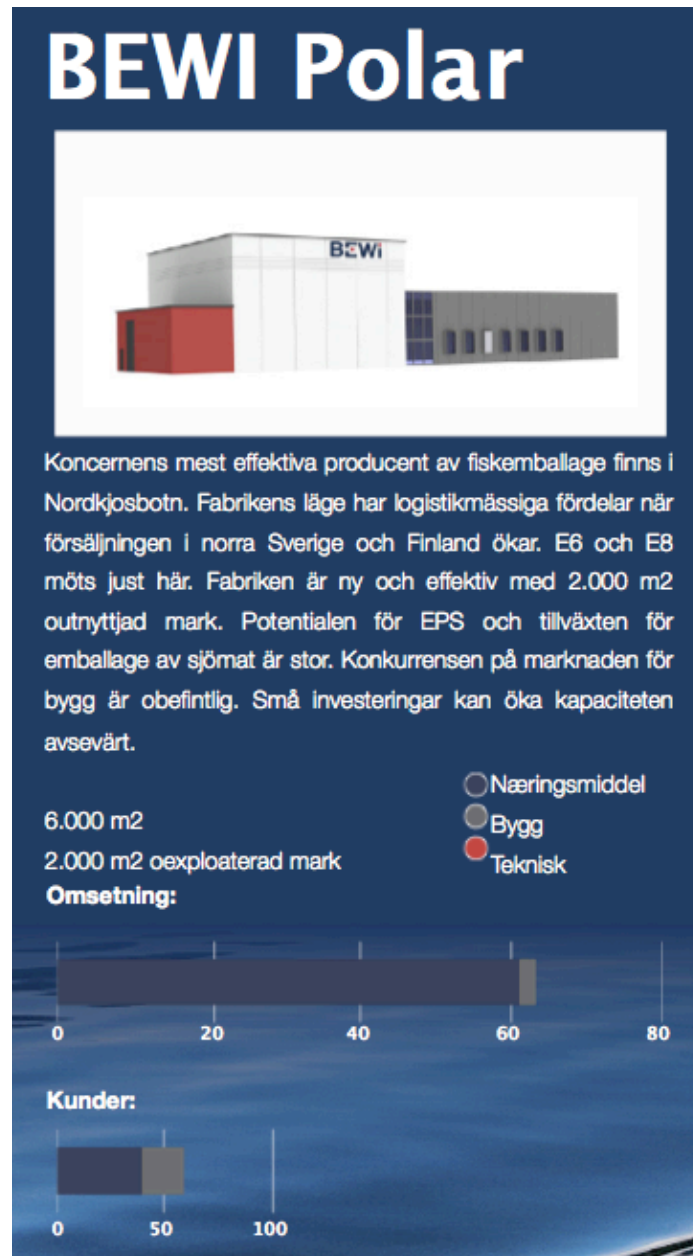 BEWI Polar
BEWi
Koncernens mest effektiva producent av fiskemballage finns i
Nordkjosbotn. Fabrikens läge har logistikmässiga fördelar när
försäljningen i norra Sverige och Finland ökar. E6 och E8
möts just här. Fabriken är ny och effektiv med 2.000 m2
outnyttjad mark. Potentialen för EPS och tillväxten för
emballage av sjömat är stor. Konkurrensen på marknaden för
bygg är obefintlig. Små investeringar kan öka kapaciteten
avsevärt.
Næringsmiddel
6.000 m2
Bygg
2.000 m2 oexploaterad mark
Teknisk
Omsetning:
0 20 40 60 80
Kunder:
0 50 100